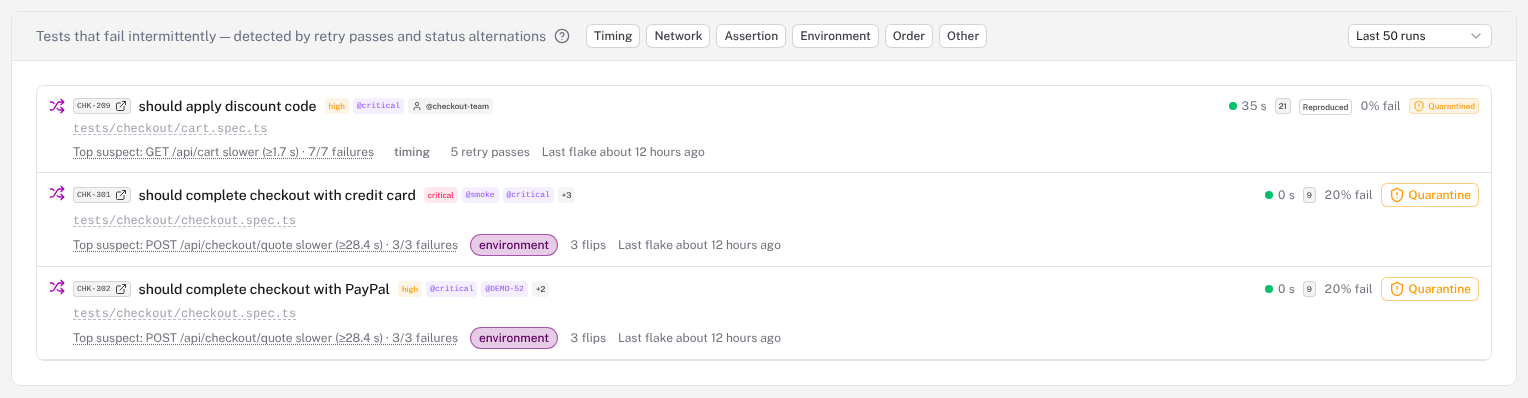 Tests that fail intermittently — detected by retry passes and status alternations ? Timing Network Assertion Environment Order Other Last 50 runs
CHK-209 should apply discount code high @critical @checkout-team 35 s 21 Reproduced 0% fail Quarantined
tests/checkout/cart.spec.ts
Top suspect: GET /api/cart slower (≥1.7 s) · 7/7 failures timing 5 retry passes Last flake about 12 hours ago
CHK-301 should complete checkout with credit card critical @smoke @critical +3 0 s 9 20% fail Quarantine
tests/checkout/checkout.spec.ts
Top suspect: POST /api/checkout/quote slower (≥28.4 s) · 3/3 failures environment 3 flips Last flake about 12 hours ago
CHK-302 should complete checkout with PayPal high @critical @DEMO-52 +2 0 s 9 20% fail Quarantine
tests/checkout/checkout.spec.ts
Top suspect: POST /api/checkout/quote slower (≥28.4 s) · 3/3 failures environment 3 flips Last flake about 12 hours ago